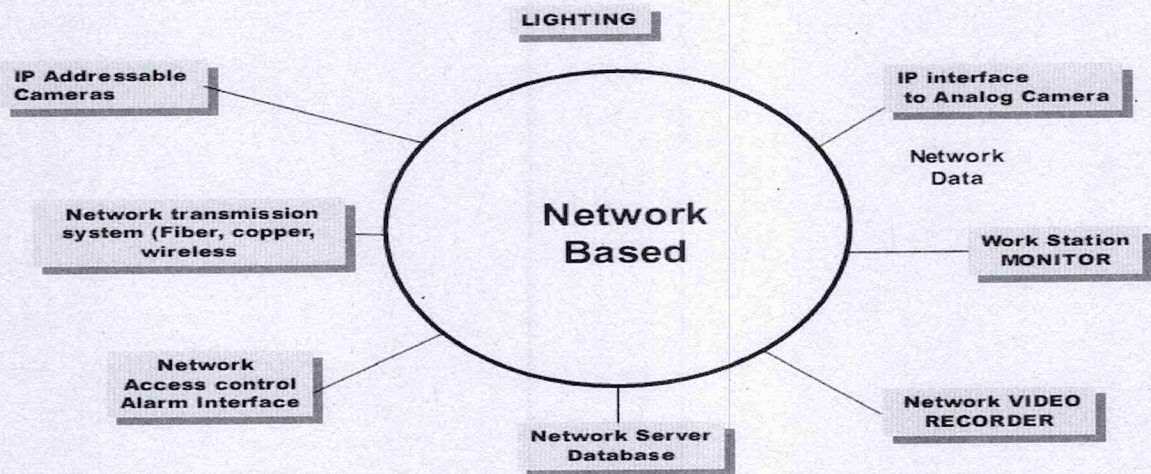 LIGHTING
IP Addressable
Cameras
IP interface
to Analog Camera
Network
Data
Network transmission
system (Fiber, copper,
wireless
Network
Based
Work Station
MONITOR
Network
Access control
Alarm Interface
Network VIDEO
RECORDER
Network Server
Database